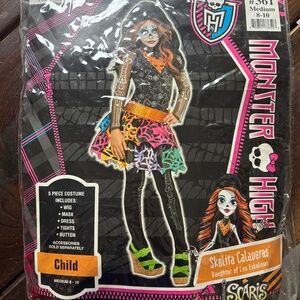 #361
Medium
8-10
MONSTER HIGH
5 PIECE COSTUME
INCLUDES:
• WIG
• MASK
• DRESS
• TIGHTS
• BUTTON
ACCESSORIES
SOLD SEPARATELY
Child
MEDIUM 8 - 10
Skelita Calaveras
Daughter of Los Eskeletos
SCARIS